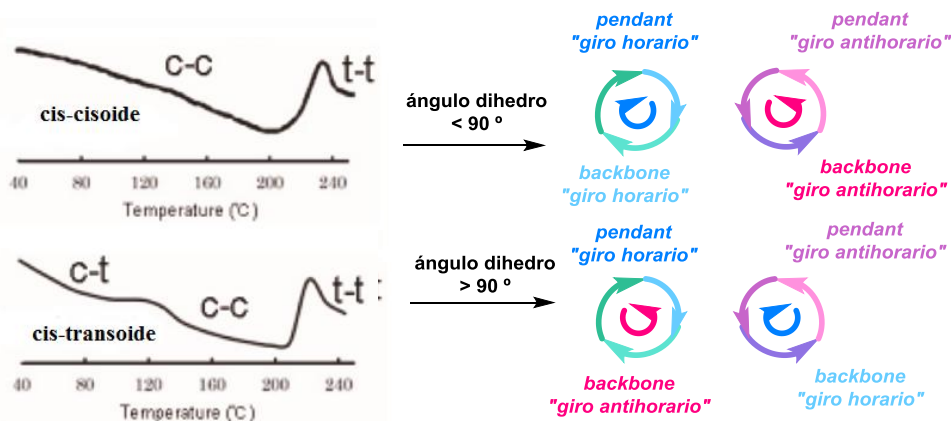 c-c
t-t
cis-cisoide
40 80 120 160 200 240
Temperature (℃)
ángulo dihedro
< 90 º
pendant
"giro horario"
pendant
"giro antihorario"
backbone
"giro horario"
backbone
"giro antihorario"
c-t
c-c
t-t
cis-transoide
40 80 120 160 200 240
Temperature (℃)
ángulo dihedro
> 90 º
pendant
"giro horario"
pendant
"giro antihorario"
backbone
"giro antihorario"
backbone
"giro horario"